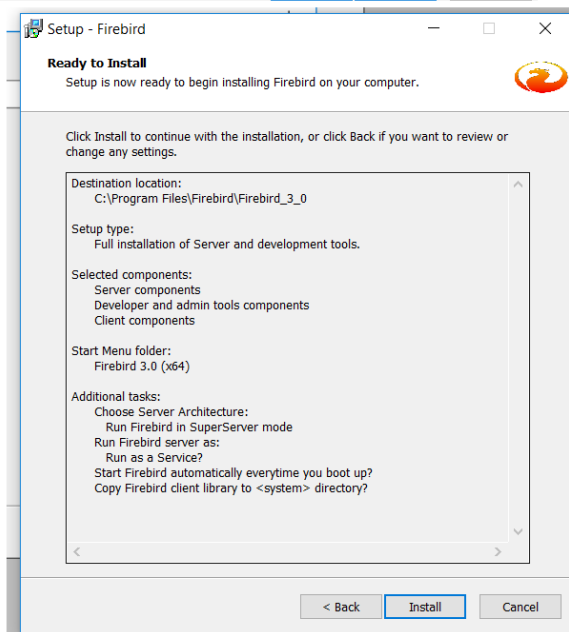 Setup - Firebird
Ready to Install
Setup is now ready to begin installing Firebird on your computer.
Click Install to continue with the installation, or click Back if you want to review or
change any settings.
Destination location:
C:\Program Files\Firebird\Firebird_3_0
Setup type:
Full installation of Server and development tools.
Selected components:
Server components
Developer and admin tools components
Client components
Start Menu folder:
Firebird 3.0 (x64)
Additional tasks:
Choose Server Architecture:
Run Firebird in SuperServer mode
Run Firebird server as:
Run as a Service?
Start Firebird automatically everytime you boot up?
Copy Firebird client library to <system> directory?
< Back Install Cancel